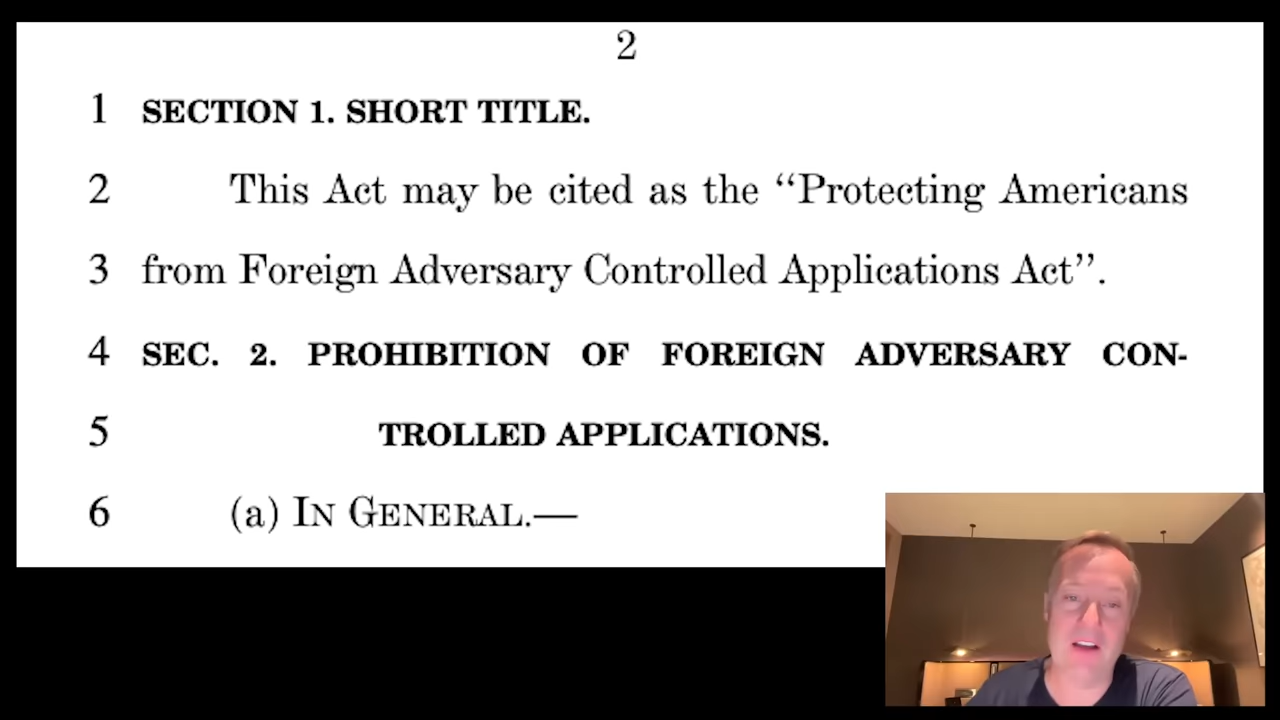 2
1 SECTION 1. SHORT TITLE.
2 This Act may be cited as the ‘‘Protecting Americans
3 from Foreign Adversary Controlled Applications Act’’.
4 SEC. 2. PROHIBITION OF FOREIGN ADVERSARY CON-
5 TROLLED APPLICATIONS.
6 (a) IN GENERAL.—